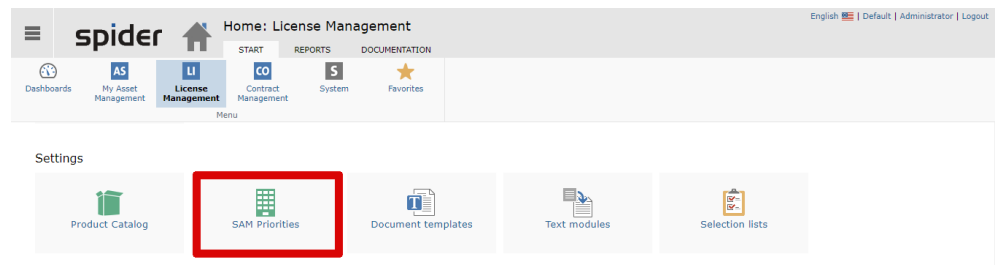 English | Default | Administrator | Logout
spider
Home: License Management
START REPORTS DOCUMENTATION
AS LI CO S
Dashboards My Asset Management License Management Contract Management System Favorites
Menu
Settings
T
Product Catalog SAM Priorities Document templates Text modules Selection lists